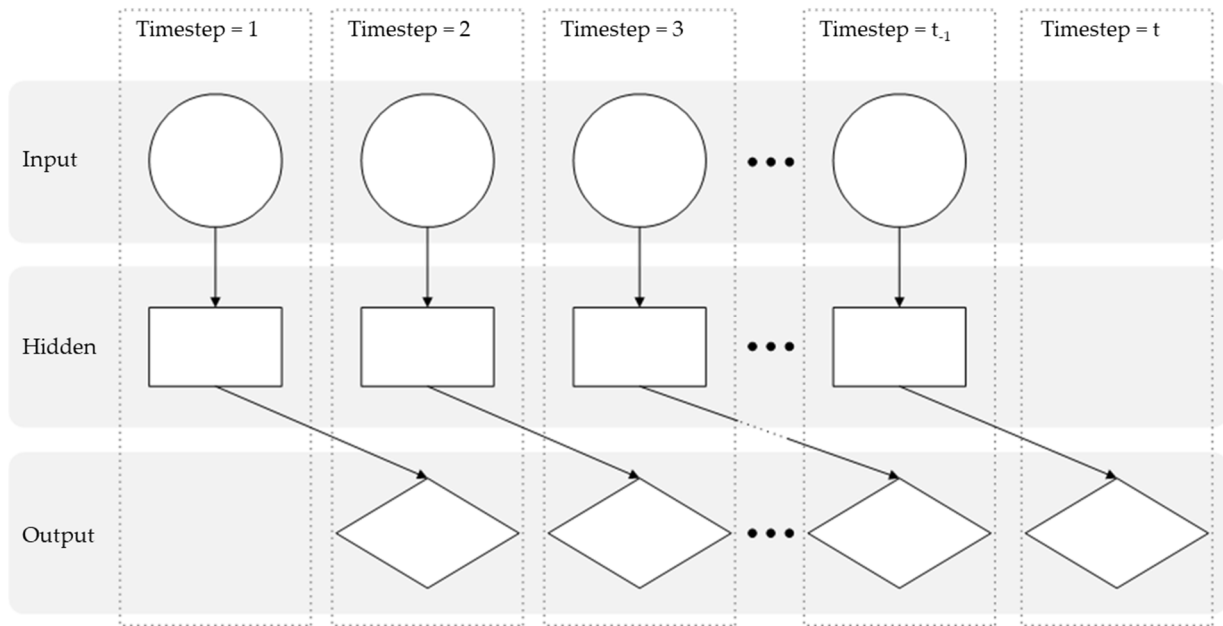 Timestep = 1
Timestep = 2
Timestep = 3
Timestep = t-1
Timestep = t
Input
Hidden
Output